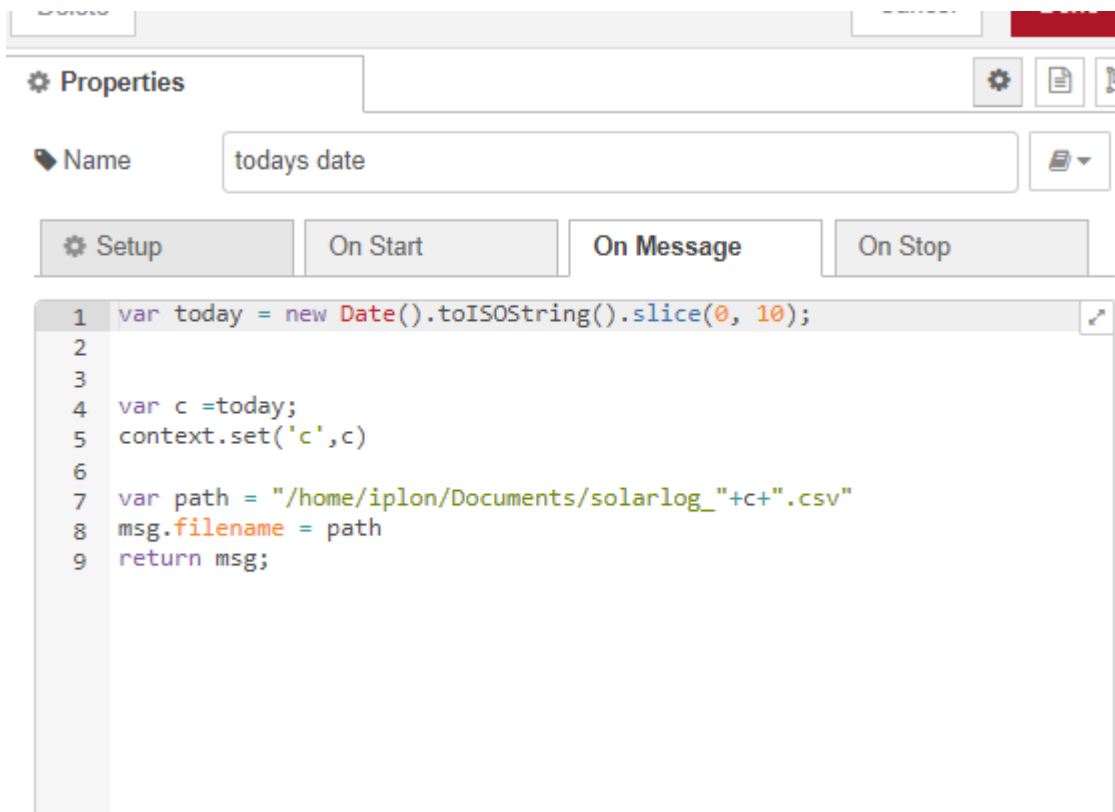 Properties
Name
todays date
Setup
On Start
On Message
On Stop
1 var today = new Date().toISOString().slice(0, 10);
2
3
4 var c =today;
5 context.set('c',c)
6
7 var path = "/home/iplon/Documents/solarlog_"+c+".csv"
8 msg.filename = path
9 return msg;